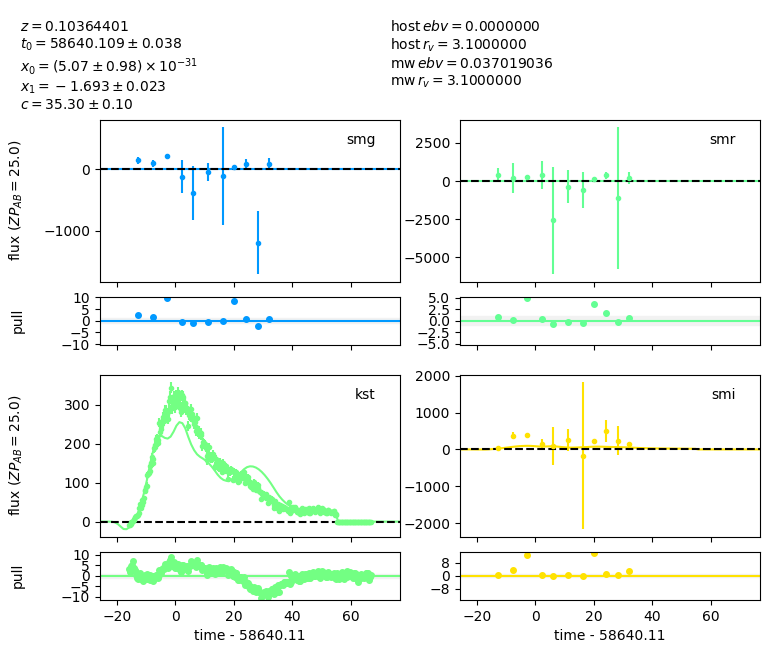 z = 0.10364401
t₀ = 58640.109 ± 0.038
x₀ = (5.07 ± 0.98) × 10⁻³¹
x₁ = −1.693 ± 0.023
c = 35.30 ± 0.10
host ebv = 0.0000000
host r_v = 3.1000000
mw ebv = 0.037019036
mw r_v = 3.1000000
flux (ZP_AB = 25.0)
0
−1000
smg
2500
0
−2500
−5000
smr
pull
10
5
0
−5
−10
5.0
2.5
0.0
−2.5
−5.0
flux (ZP_AB = 25.0)
300
200
100
0
kst
2000
1000
0
−1000
−2000
smi
pull
10
5
0
−5
−10
8
0
−8
−20 0 20 40 60
−20 0 20 40 60
time - 58640.11
time - 58640.11